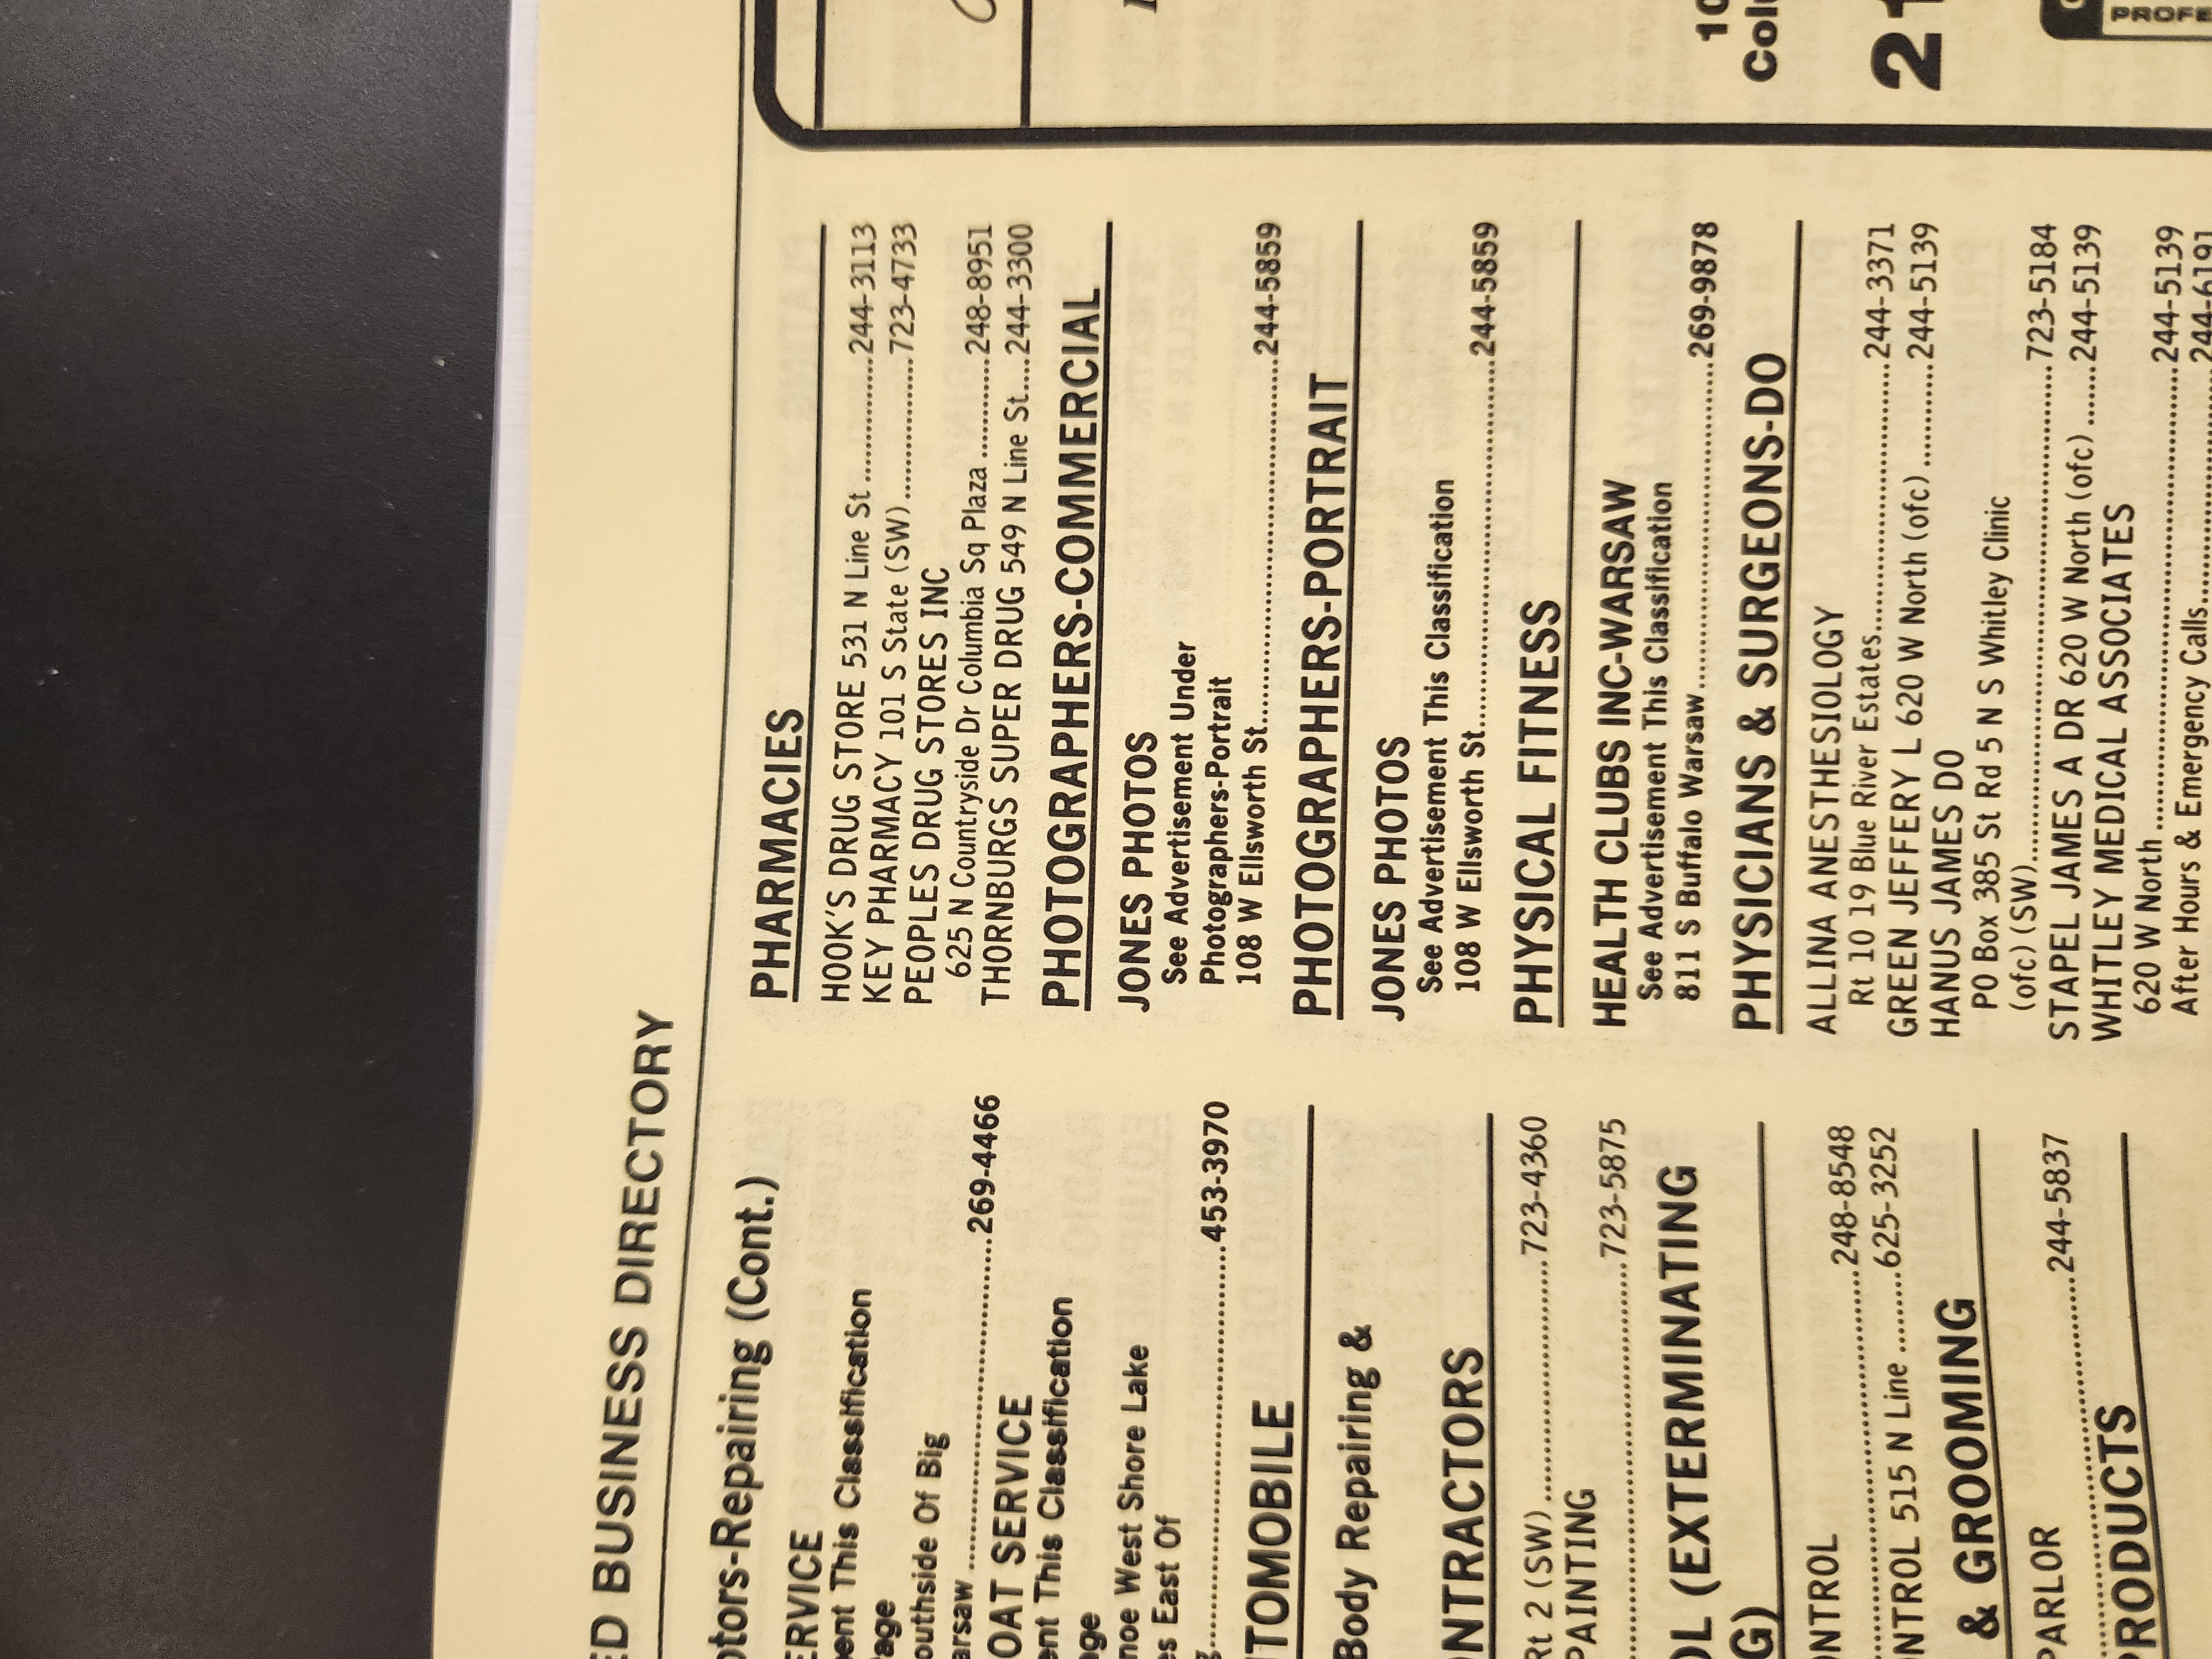 ED BUSINESS DIRECTORY
otors-Repairing (Cont.)
ERVICE
ent This Classification
age
outhside Of Big
arsaw ..............................269-4466
OAT SERVICE
ent This Classification
age
noe West Shore Lake
es East Of
g..............................453-3970
TOMOBILE
Body Repairing &
NTRACTORS
Rt 2 (SW)....................723-4360
PAINTING
..............................723-5875
OL (EXTERMINATING
G)
NTROL
..............................248-8548
NTROL 515 N Line ........625-3252
& GROOMING
PARLOR
..............................244-5837
PRODUCTS
PHARMACIES
HOOK'S DRUG STORE 531 N Line St............244-3113
KEY PHARMACY 101 S State (SW)..............723-4733
PEOPLES DRUG STORES INC
625 N Countryside Dr Columbia Sq Plaza .........248-8951
THORNBURGS SUPER DRUG 549 N Line St....244-3300
PHOTOGRAPHERS-COMMERCIAL
JONES PHOTOS
See Advertisement Under
Photographers-Portrait
108 W Ellsworth St..............................244-5859
PHOTOGRAPHERS-PORTRAIT
JONES PHOTOS
See Advertisement This Classification
108 W Ellsworth St..............................244-5859
PHYSICAL FITNESS
HEALTH CLUBS INC-WARSAW
See Advertisement This Classification
811 S Buffalo Warsaw..............................269-9878
PHYSICIANS & SURGEONS-DO
ALLINA ANESTHESIOLOGY
Rt 10 19 Blue River Estates........................244-3371
GREEN JEFFERY L 620 W North (ofc) ..........244-5139
HANUS JAMES DO
PO Box 385 St Rd 5 N S Whitley Clinic
(ofc) (SW)..............................723-5184
STAPEL JAMES A DR 620 W North (ofc) .......244-5139
WHITLEY MEDICAL ASSOCIATES
620 W North..............................244-5139
After Hours & Emergency Calls..............244-6191
10
Colu
21
PROFE